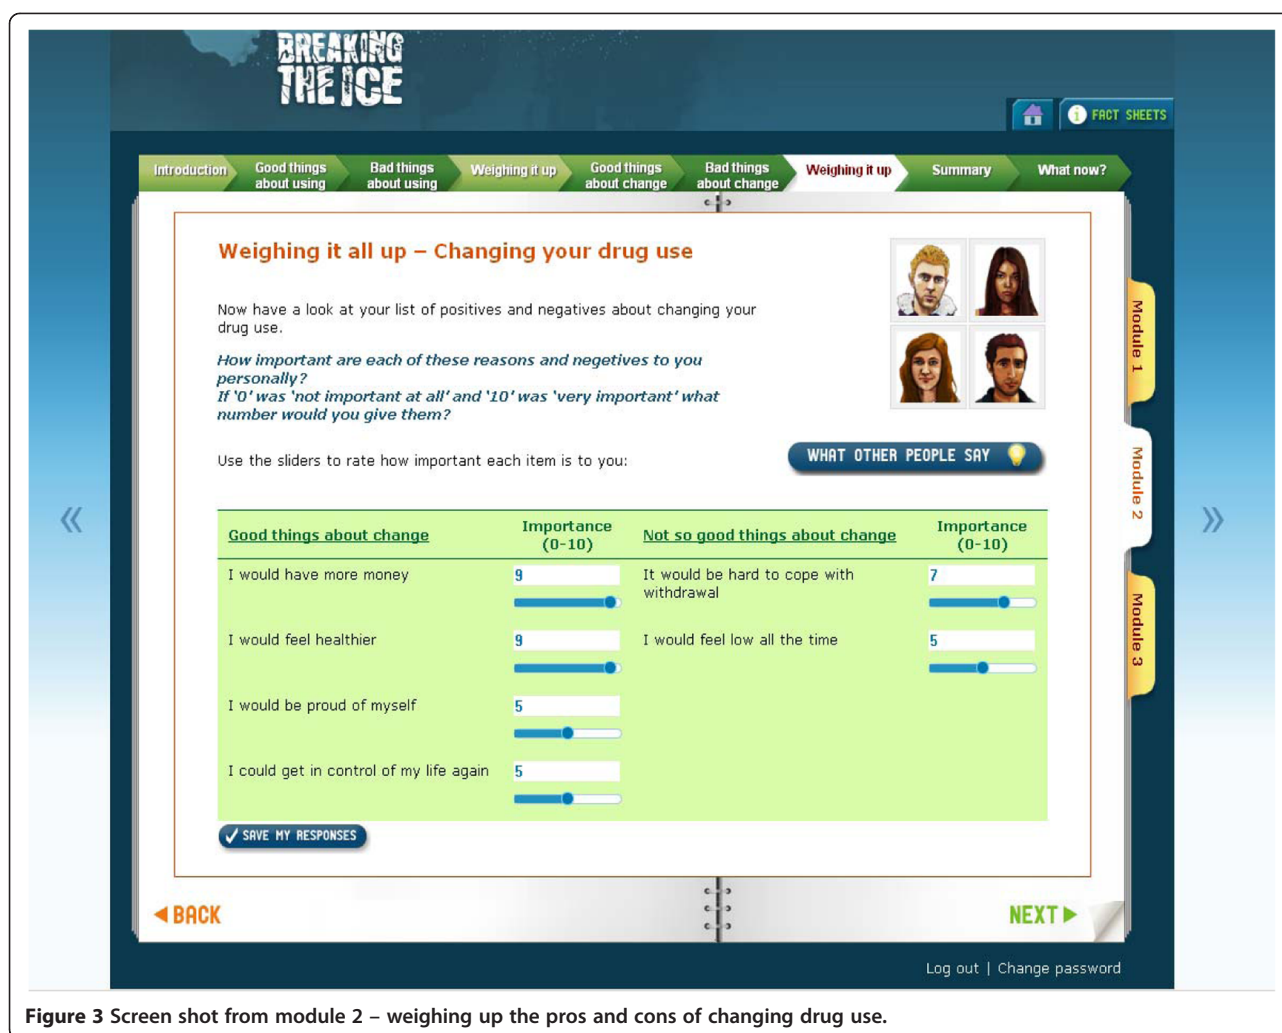 BREAKING
THE ICE
FACT SHEETS
Introduction
Good things
about using
Bad things
about using
Weighing it up
Good things
about change
Bad things
about change
Weighing it up
Summary
What now?
Weighing it all up – Changing your drug use
Now have a look at your list of positives and negatives about changing your
drug use.
How important are each of these reasons and negetives to you
personally?
If ‘0’ was ‘not important at all’ and ‘10’ was ‘very important’ what
number would you give them?
Use the sliders to rate how important each item is to you:
WHAT OTHER PEOPLE SAY
Module 1
Module 2
Module 3
Good things about change
Importance
(0-10)
Not so good things about change
Importance
(0-10)
I would have more money
9
It would be hard to cope with
withdrawal
7
I would feel healthier
9
I would feel low all the time
5
I would be proud of myself
5
I could get in control of my life again
5
SAVE MY RESPONSES
BACK
NEXT
Log out | Change password
Figure 3 Screen shot from module 2 – weighing up the pros and cons of changing drug use.